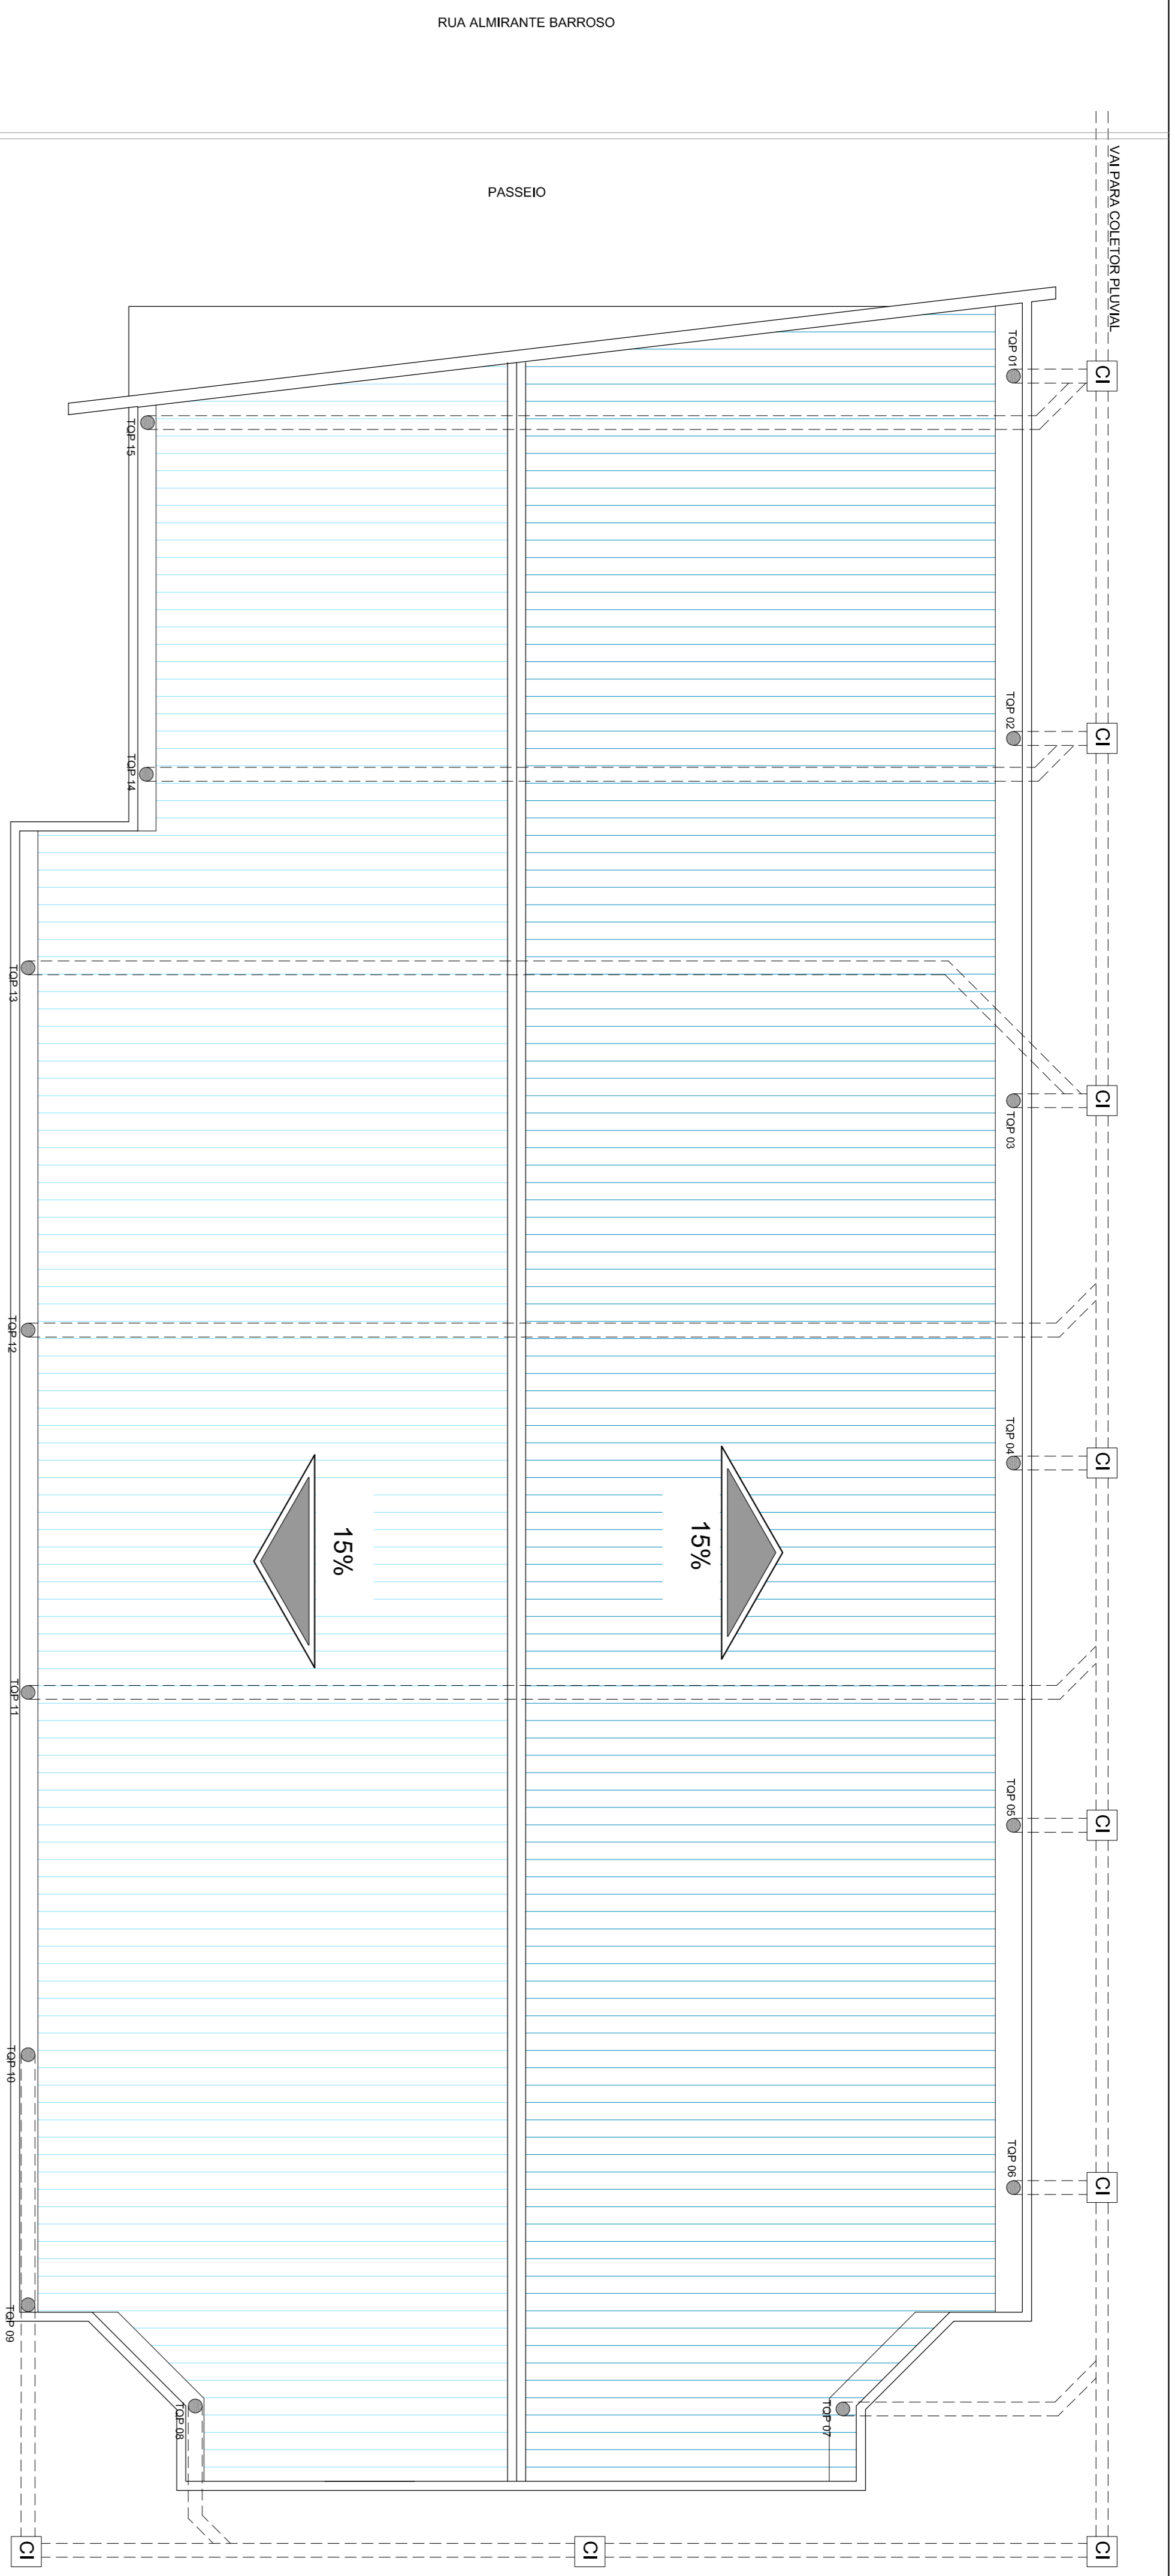 RUA ALMIRANTE BARROSO
VAI PARA COLETOR PLUVIAL
PASSEIO
TQP 01
CI
TQP 15
TQP 02
CI
TQP 14
TQP 13
CI
TQP 03
TQP 12
TQP 04
CI
15%
15%
TQP 11
TQP 05
CI
TQP 10
TQP 06
CI
TQP 09
TQP 08
TQP 07
CI
CI
CI